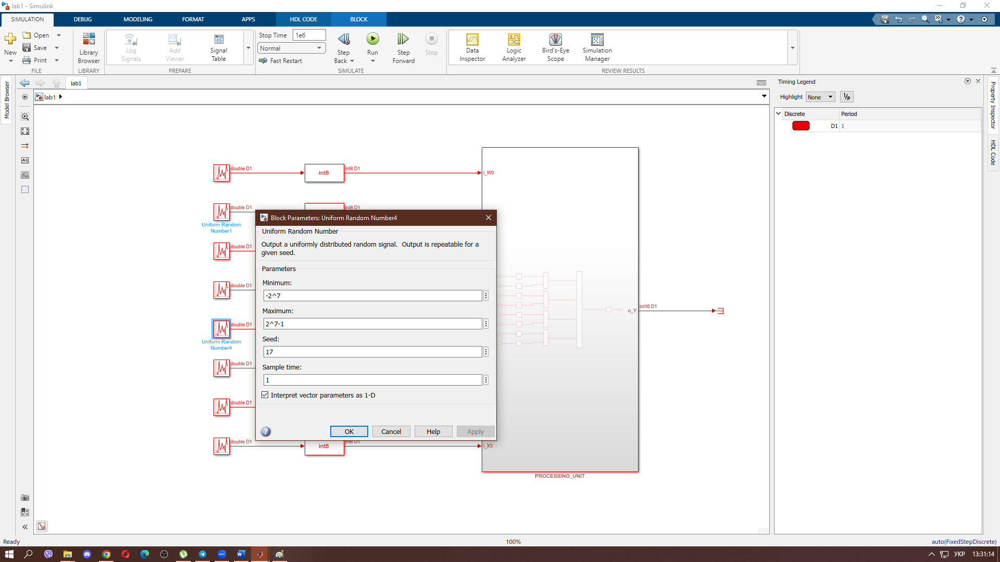 lab1 - Simulink
SIMULATION
DEBUG
MODELING
FORMAT
APPS
HDL CODE
BLOCK
New
Open
Save
Print
FILE
Library
Browser
LIBRARY
Log
Signals
Add
Viewer
Signal
Table
PREPARE
Stop Time 1e6
Normal
Fast Restart
Step
Back
Run
Step
Forward
Stop
SIMULATE
Data
Inspector
Logic
Analyzer
Bird's-Eye
Scope
Simulation
Manager
REVIEW RESULTS
Model Browser
lab1
lab1
double D1
int8
int8 D1
i_W0
double D1
int8 D1
Uniform Random
Number1
double D1
double D1
double D1
Uniform Random
Number4
double D1
double D1
double D1
int8
int8 D1
i_X3
o_Y
int16 D1
PROCESSING_UNIT
Block Parameters: Uniform Random Number4
Uniform Random Number
Output a uniformly distributed random signal. Output is repeatable for a
given seed.
Parameters
Minimum:
-2^7
Maximum:
2^7-1
Seed:
17
Sample time:
1
Interpret vector parameters as 1-D
OK
Cancel
Help
Apply
Timing Legend
Highlight None 1/P
Discrete Period
D1 1
Property Inspector
HDL Code
Ready
100%
auto(FixedStepDiscrete)
УКР
13:31:14